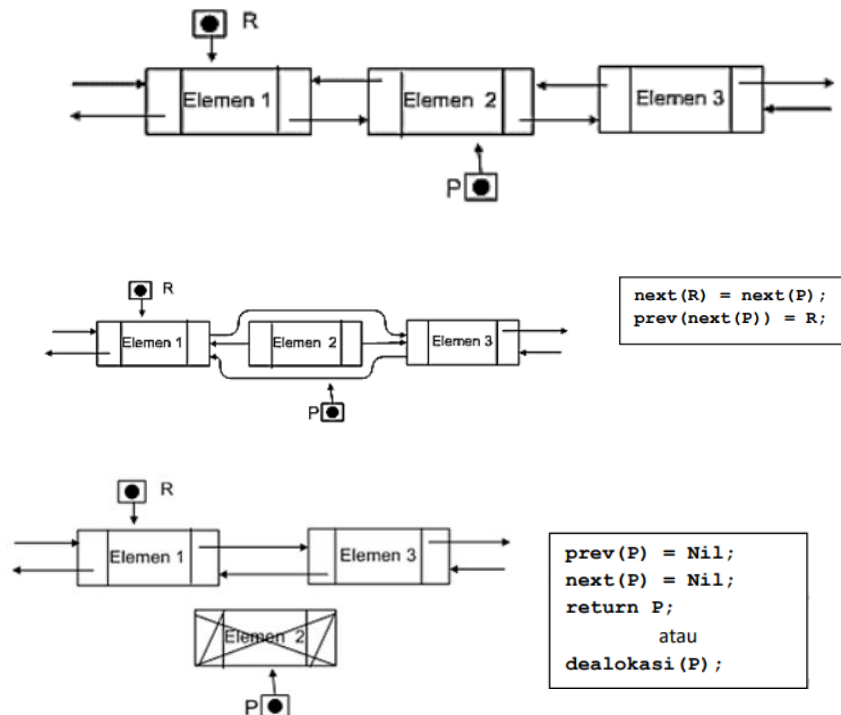 R
Elemen 1
Elemen 2
Elemen 3
P
R
Elemen 1
Elemen 2
Elemen 3
P
next(R) = next(P);
prev(next(P)) = R;
R
Elemen 1
Elemen 3
Elemen 2
P
prev(P) = Nil;
next(P) = Nil;
return P;
atau
dealokasi(P);